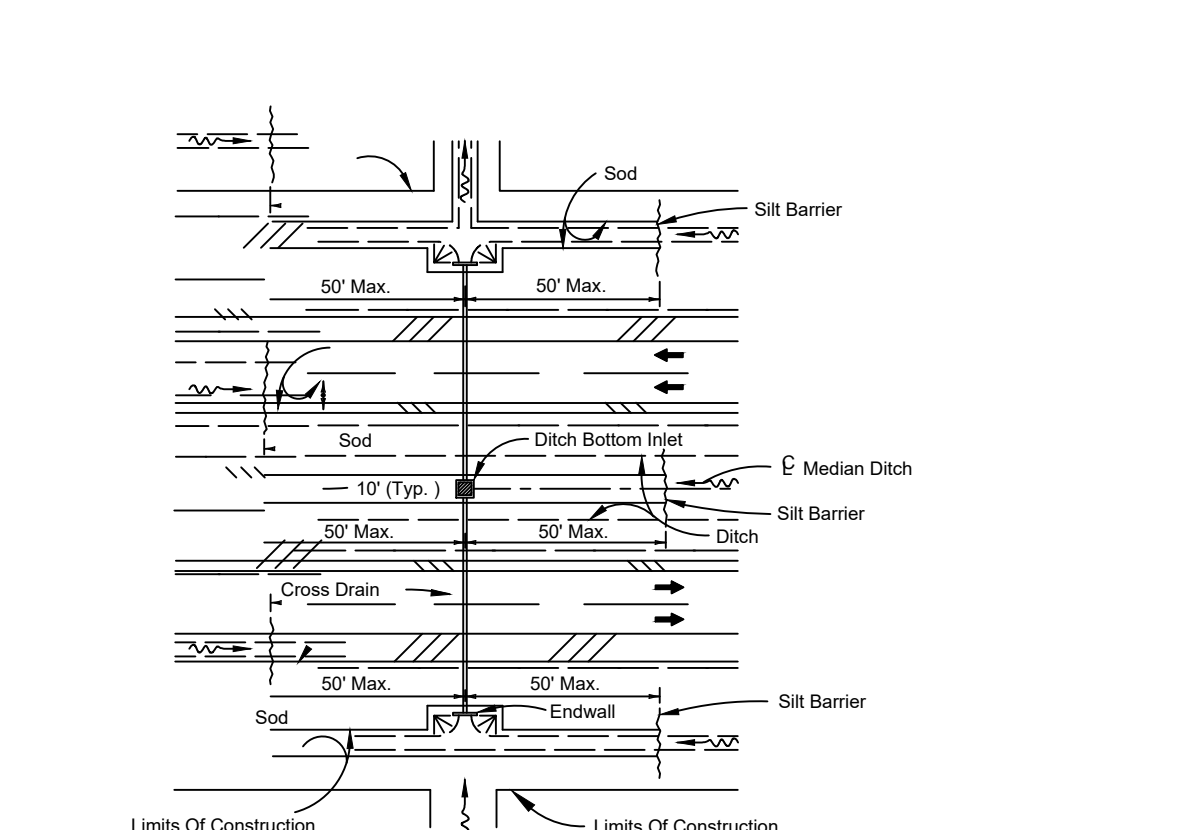 Sod
Silt Barrier
50' Max.
50' Max.
Sod
Ditch Bottom Inlet
℄ Median Ditch
10' (Typ. )
Silt Barrier
50' Max.
50' Max.
Ditch
Cross Drain
50' Max.
50' Max.
Silt Barrier
Sod
Endwall
Limits Of Construction
Limits Of Construction